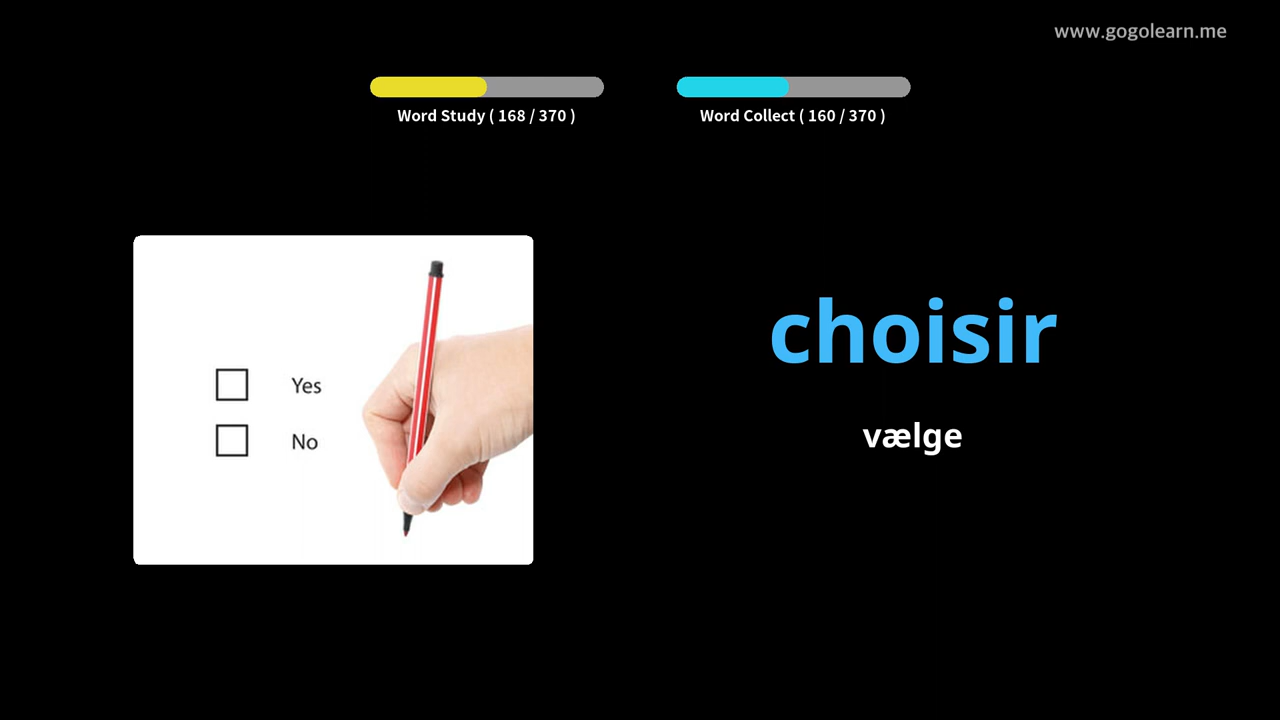 www.gogolearn.me
Word Study ( 168 / 370 )
Word Collect ( 160 / 370 )
Yes
No
choisir
vælge